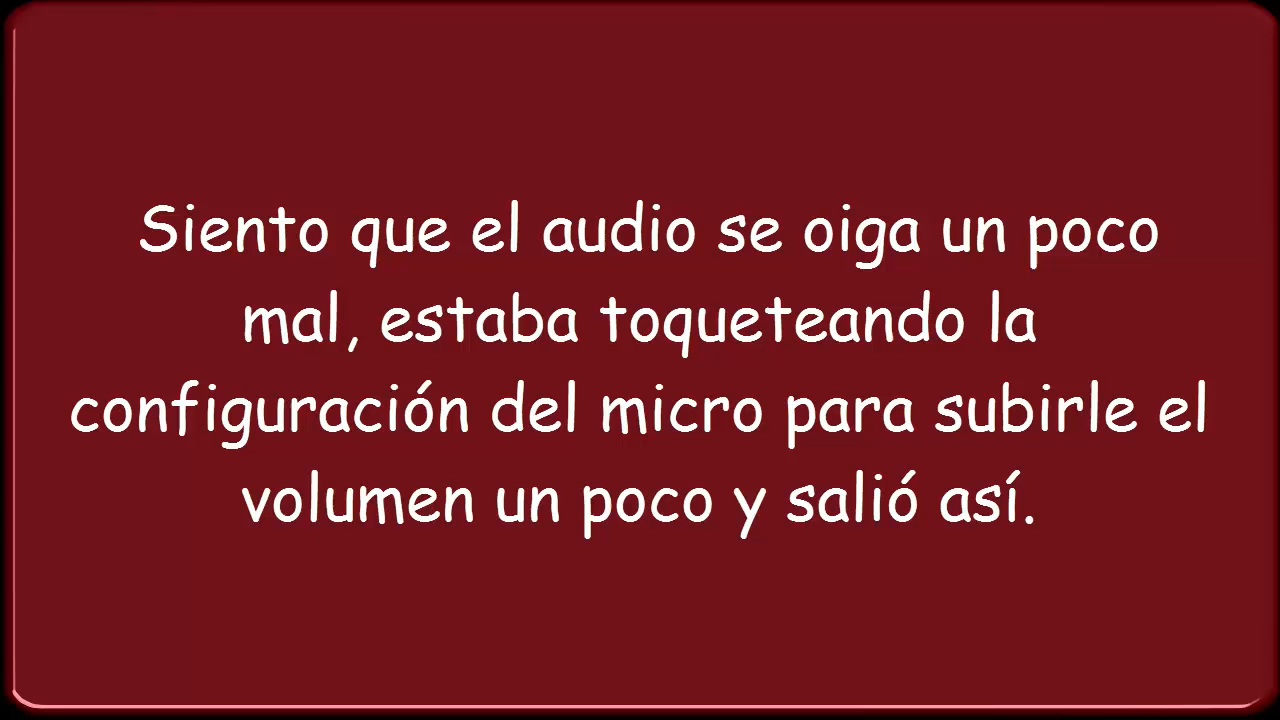 Siento que el audio se oiga un poco
mal, estaba toqueteando la
configuración del micro para subirle el
volumen un poco y salió así.